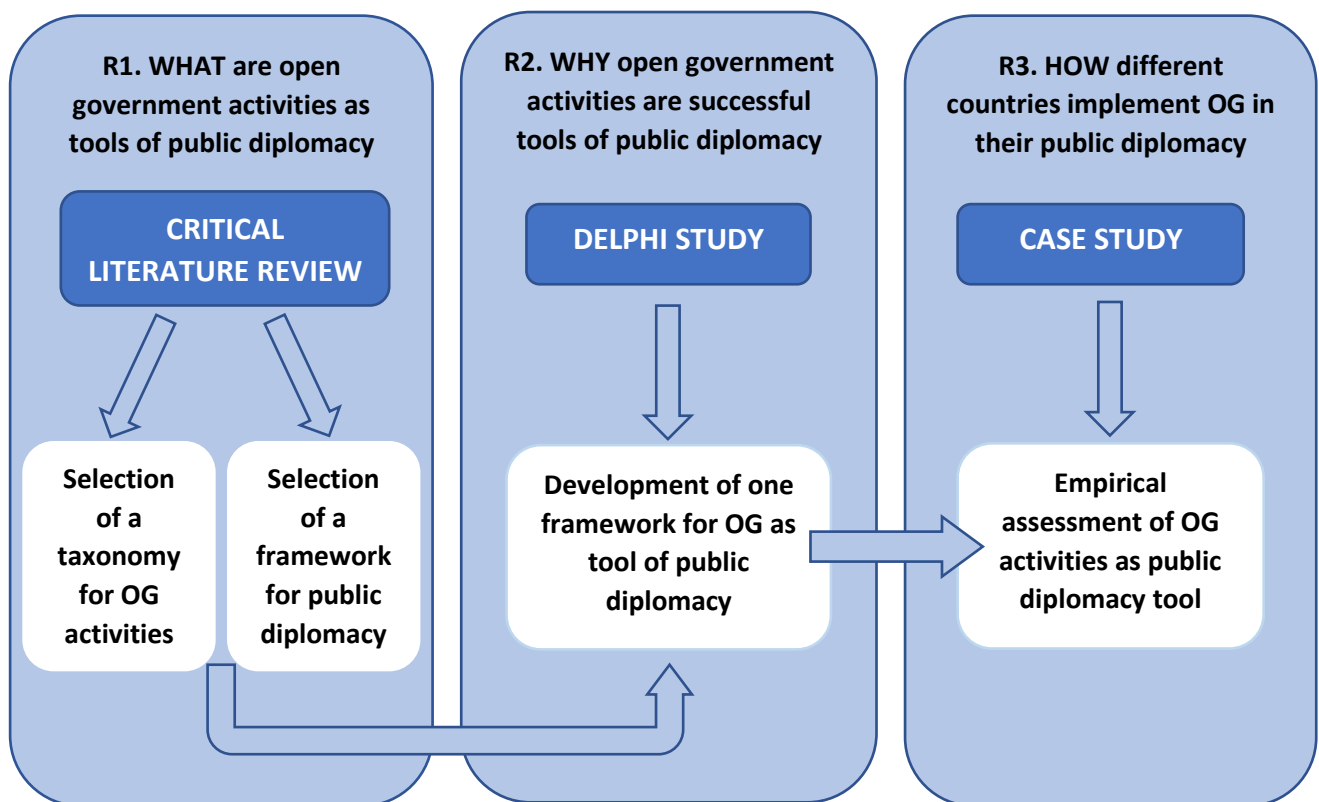 R1. WHAT are open
government activities as
tools of public diplomacy
CRITICAL
LITERATURE REVIEW
Selection
of a
taxonomy
for OG
activities
Selection
of a
framework
for public
diplomacy
R2. WHY open government
activities are successful
tools of public diplomacy
DELPHI STUDY
Development of one
framework for OG as
tool of public
diplomacy
R3. HOW different
countries implement OG in
their public diplomacy
CASE STUDY
Empirical
assessment of OG
activities as public
diplomacy tool